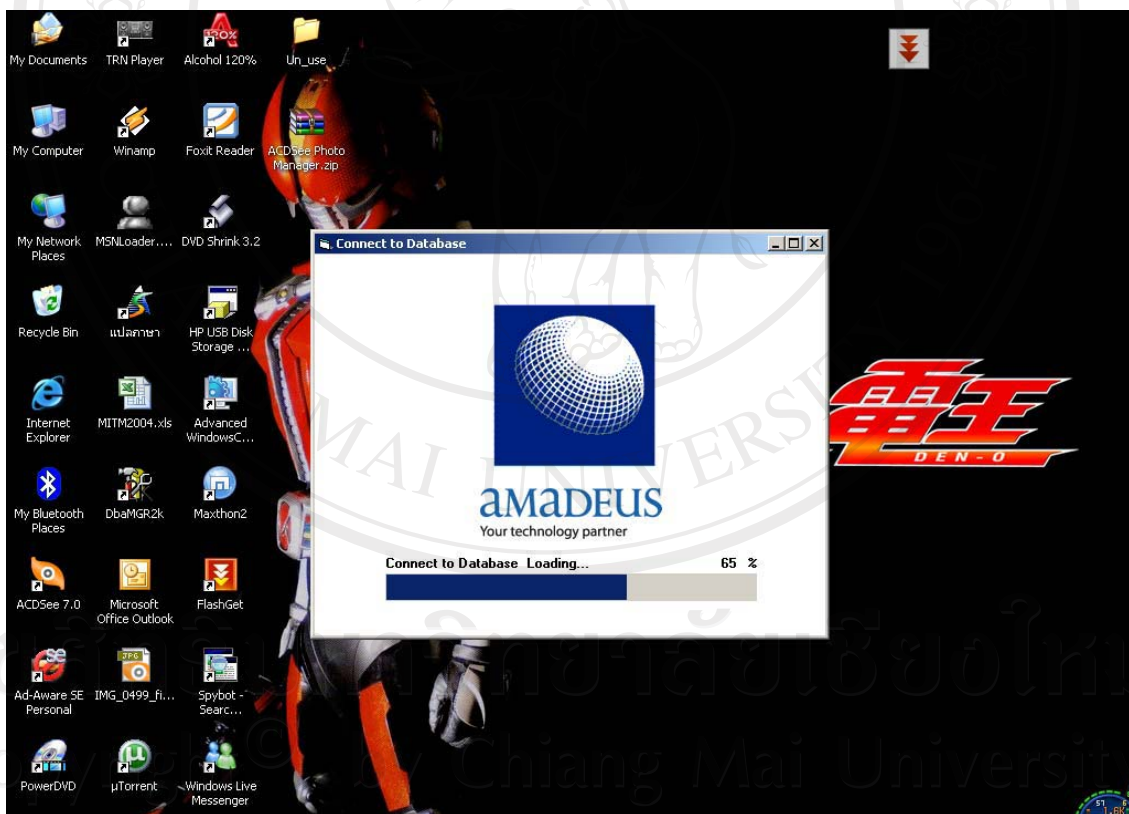 My Documents
TRN Player
Alcohol 120%
Un_use
My Computer
Winamp
Foxit Reader
ACDSee Photo
Manager.zip
My Network
Places
MSNLoader....
DVD Shrink 3.2
Recycle Bin
แปลภาษา
HP USB Disk
Storage ...
Internet
Explorer
MITM2004.xls
Advanced
WindowsC...
My Bluetooth
Places
DbaMGR2k
Maxthon2
ACDSee 7.0
Microsoft
Office Outlook
FlashGet
Ad-Aware SE
Personal
IMG_0499_fi...
Spybot -
Searc...
PowerDVD
µTorrent
Windows Live
Messenger
Connect to Database
amadeus
Your technology partner
Connect to Database Loading... 65 %
電王
DEN-O
MAI UNIVERSI
by Chiang Mai Universit